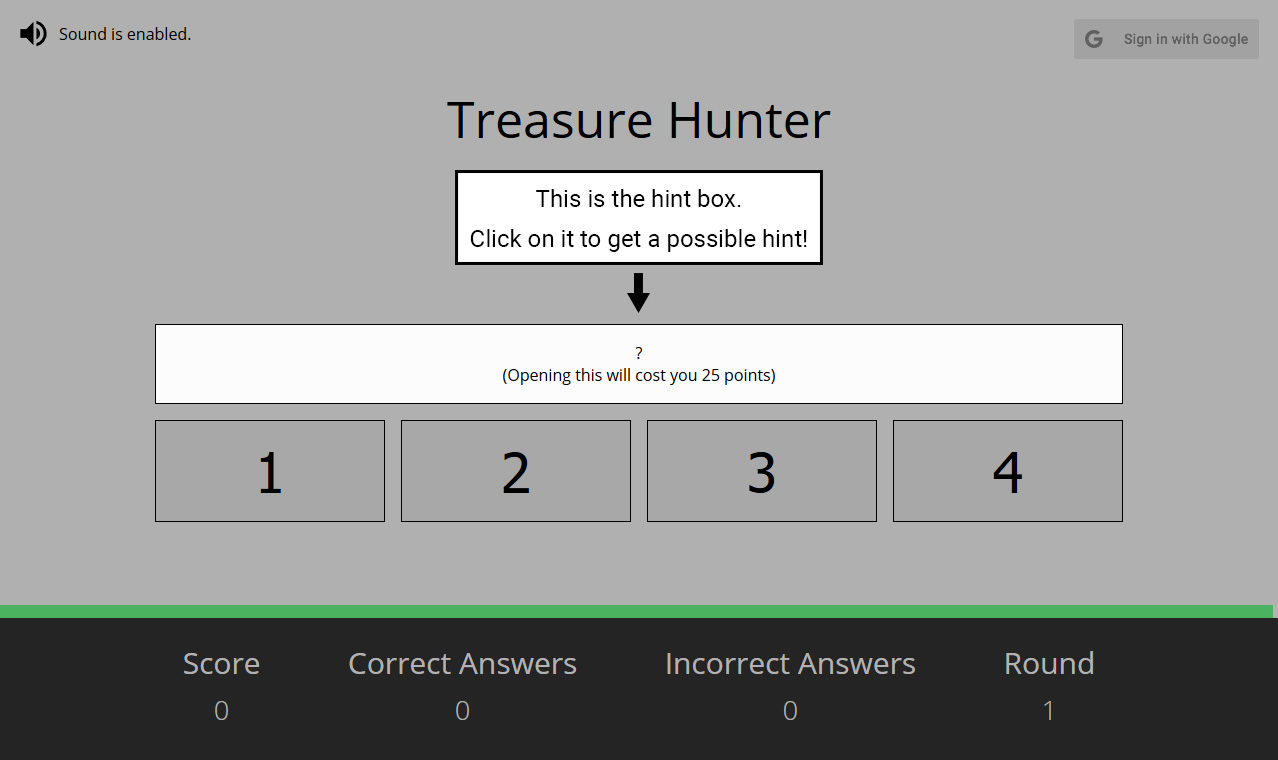 Sound is enabled.
Sign in with Google
Treasure Hunter
This is the hint box.
Click on it to get a possible hint!
?
(Opening this will cost you 25 points)
1 2 3 4
Score Correct Answers Incorrect Answers Round
0 0 0 1